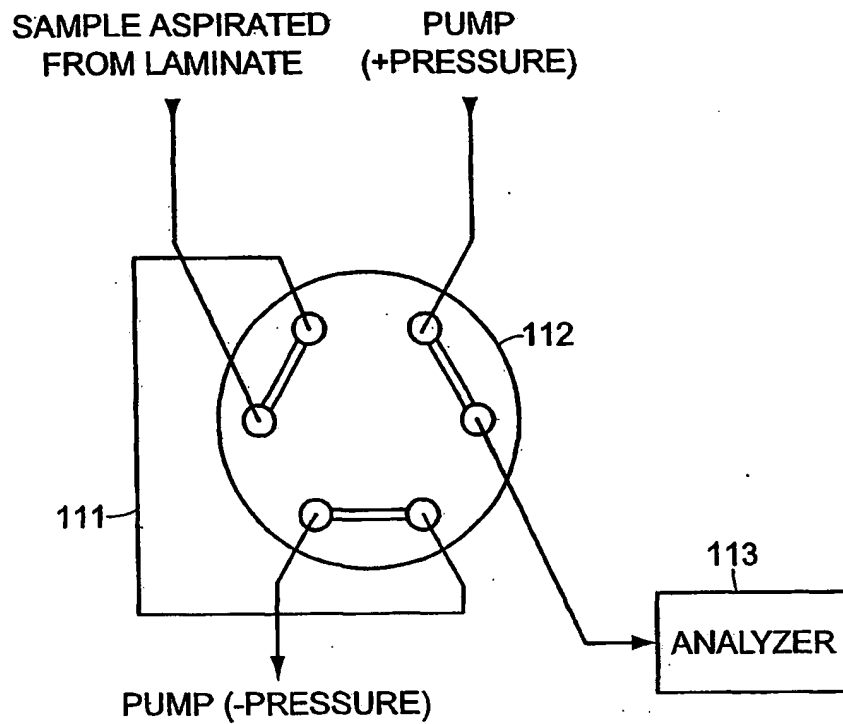 SAMPLE ASPIRATED
FROM LAMINATE
PUMP
(+PRESSURE)
112
111
113
ANALYZER
PUMP (-PRESSURE)